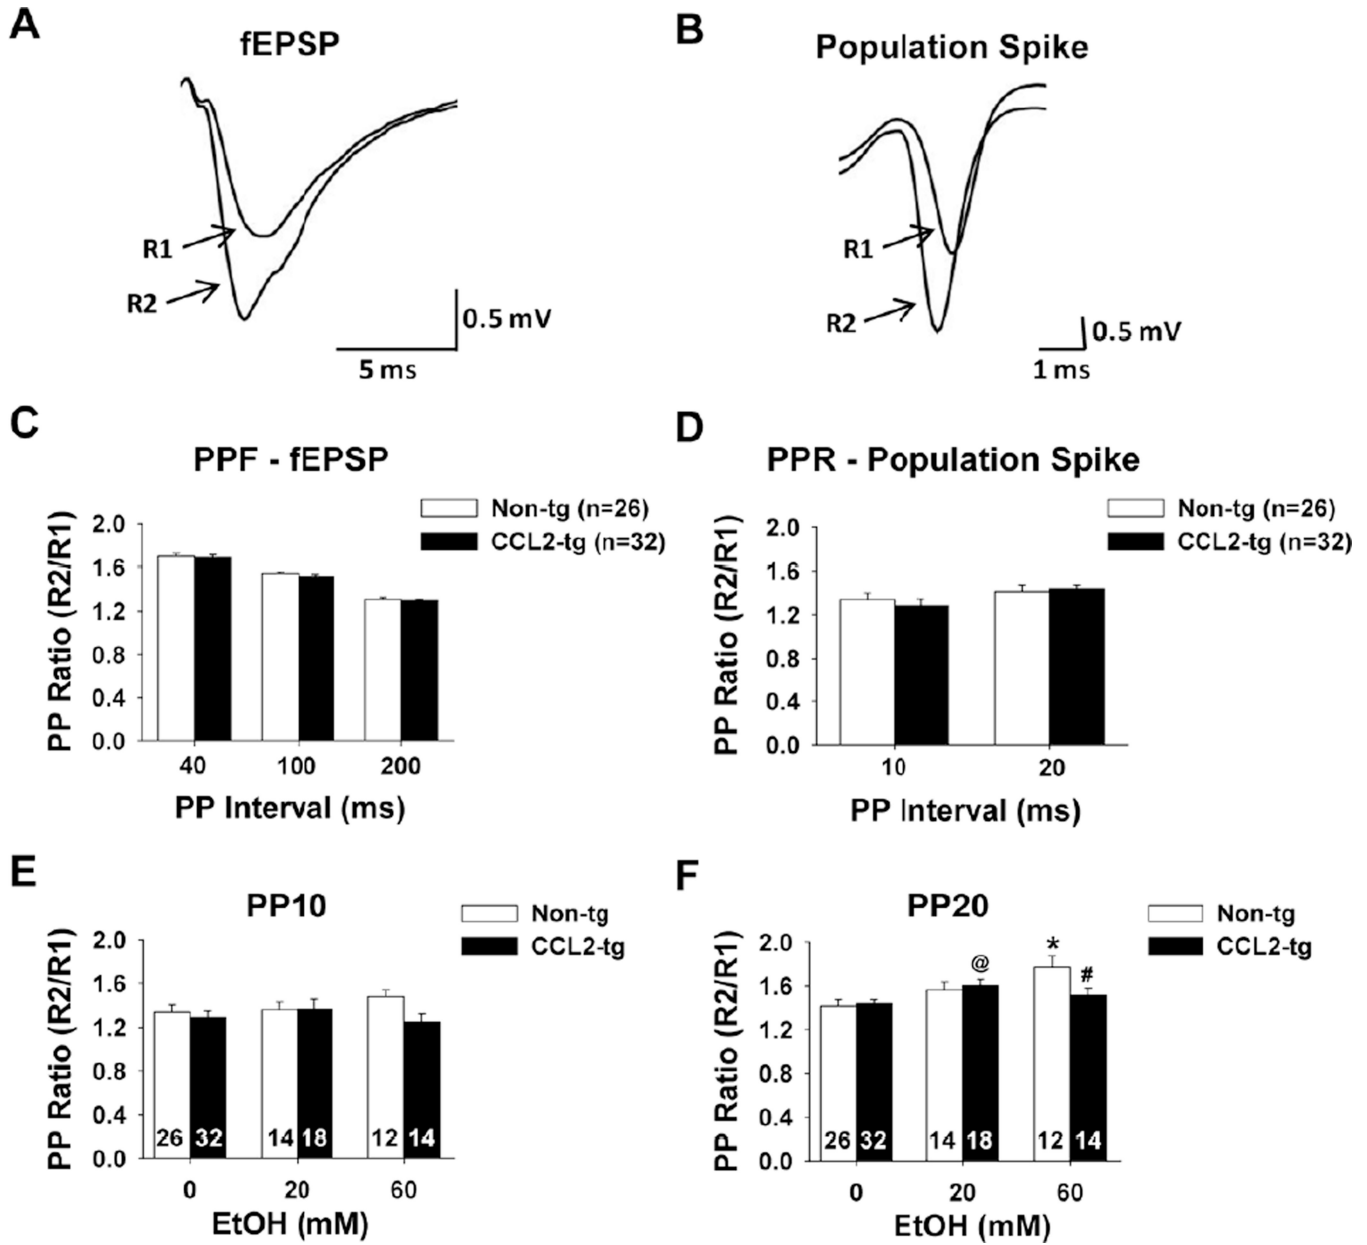 A
fEPSP
R1
R2
0.5 mV
5 ms
B
Population Spike
R1
R2
0.5 mV
1 ms
C
PPF - fEPSP
Non-tg (n=26)
CCL2-tg (n=32)
PP Ratio (R2/R1)
2.0
1.6
1.2
0.8
0.4
0.0
40 100 200
PP Interval (ms)
D
PPR - Population Spike
Non-tg (n=26)
CCL2-tg (n=32)
PP Ratio (R2/R1)
2.0
1.6
1.2
0.8
0.4
0.0
10 20
PP Interval (ms)
E
PP10
Non-tg
CCL2-tg
PP Ratio (R2/R1)
2.0
1.6
1.2
0.8
0.4
0.0
26 32 14 18 12 14
0 20 60
EtOH (mM)
F
PP20
Non-tg
CCL2-tg
PP Ratio (R2/R1)
2.0
1.6
1.2
0.8
0.4
0.0
@ * #
26 32 14 18 12 14
0 20 60
EtOH (mM)